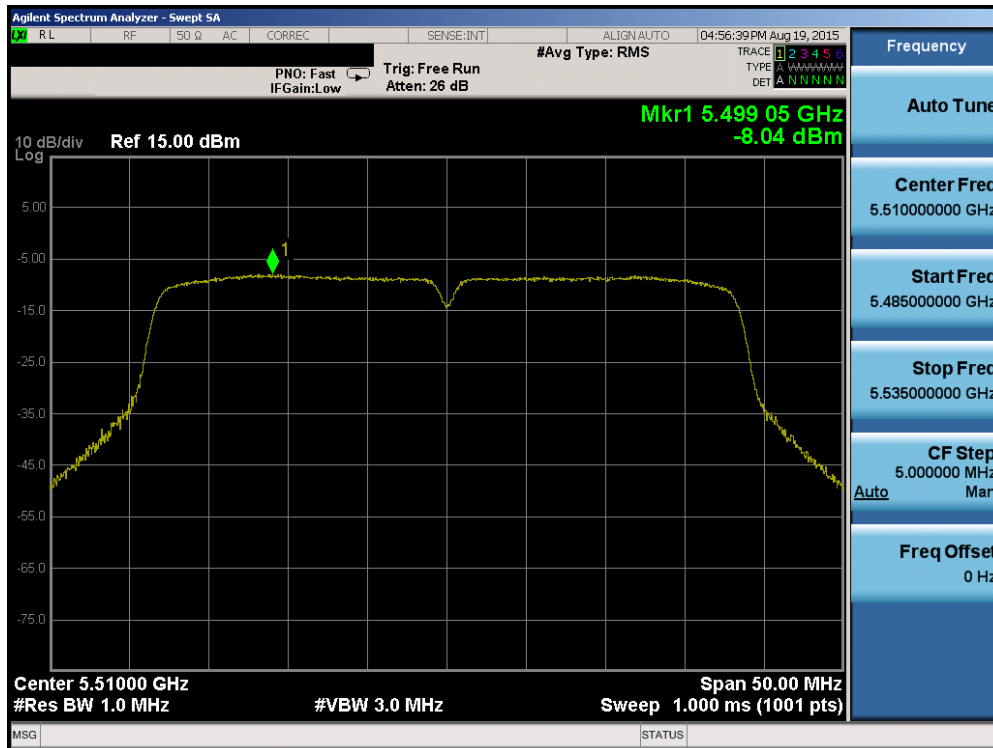 Agilent Spectrum Analyzer - Swept SA
LXI RL RF 50 Ω AC CORREC SENSE:INT ALIGN AUTO 04:56:39 PM Aug 19, 2015
#Avg Type: RMS
TRACE 1 2 3 4 5 6
PNO: Fast Trig: Free Run
TYPE A WWWWW
IFGain:Low Atten: 26 dB
DET A N N N N N
Mkr1 5.499 05 GHz
-8.04 dBm
10 dB/div Ref 15.00 dBm
Log
5.00
-5.00
1
-15.0
-25.0
-35.0
-45.0
-55.0
-65.0
-75.0
Center 5.51000 GHz Span 50.00 MHz
#Res BW 1.0 MHz #VBW 3.0 MHz Sweep 1.000 ms (1001 pts)
MSG STATUS
Frequency
Auto Tune
Center Freq
5.510000000 GHz
Start Freq
5.485000000 GHz
Stop Freq
5.535000000 GHz
CF Step
5.000000 MHz
Auto Man
Freq Offset
0 Hz